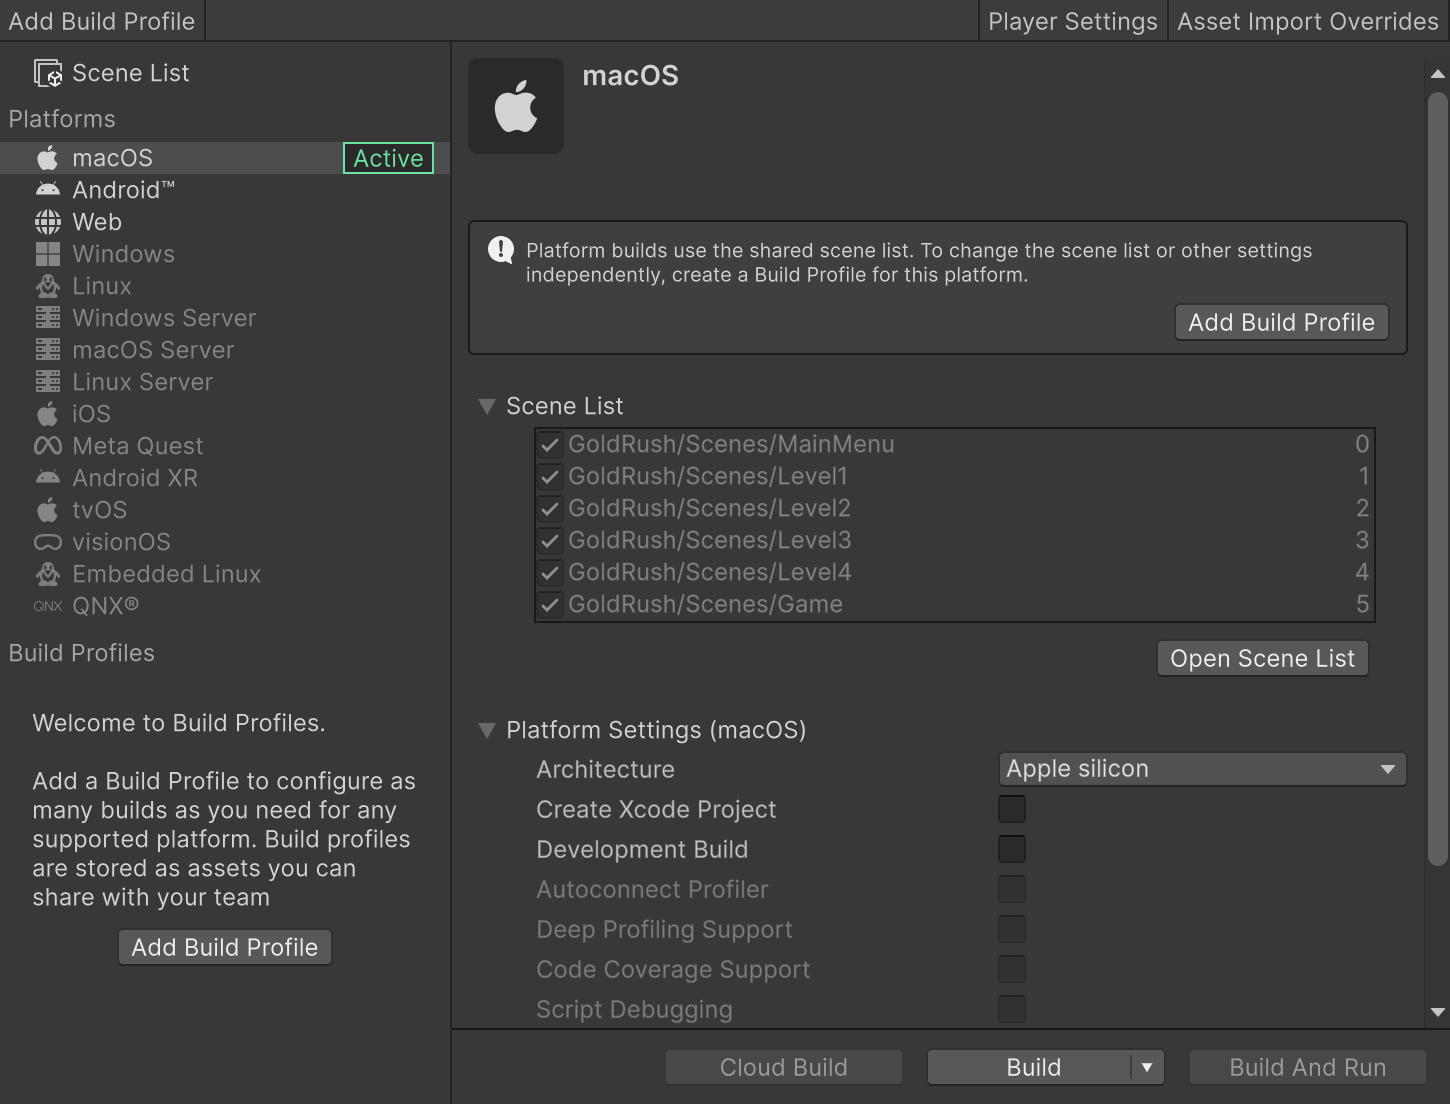 Add Build Profile
Player Settings
Asset Import Overrides
Scene List
Platforms
macOS
Active
Android™
Web
Windows
Linux
Windows Server
macOS Server
Linux Server
iOS
Meta Quest
Android XR
tvOS
visionOS
Embedded Linux
QNX QNX®
Build Profiles
Welcome to Build Profiles.
Add a Build Profile to configure as
many builds as you need for any
supported platform. Build profiles
are stored as assets you can
share with your team
Add Build Profile
macOS
Platform builds use the shared scene list. To change the scene list or other settings
independently, create a Build Profile for this platform.
Add Build Profile
Scene List
GoldRush/Scenes/MainMenu 0
GoldRush/Scenes/Level1 1
GoldRush/Scenes/Level2 2
GoldRush/Scenes/Level3 3
GoldRush/Scenes/Level4 4
GoldRush/Scenes/Game 5
Open Scene List
Platform Settings (macOS)
Architecture Apple silicon
Create Xcode Project
Development Build
Autoconnect Profiler
Deep Profiling Support
Code Coverage Support
Script Debugging
Cloud Build
Build
Build And Run